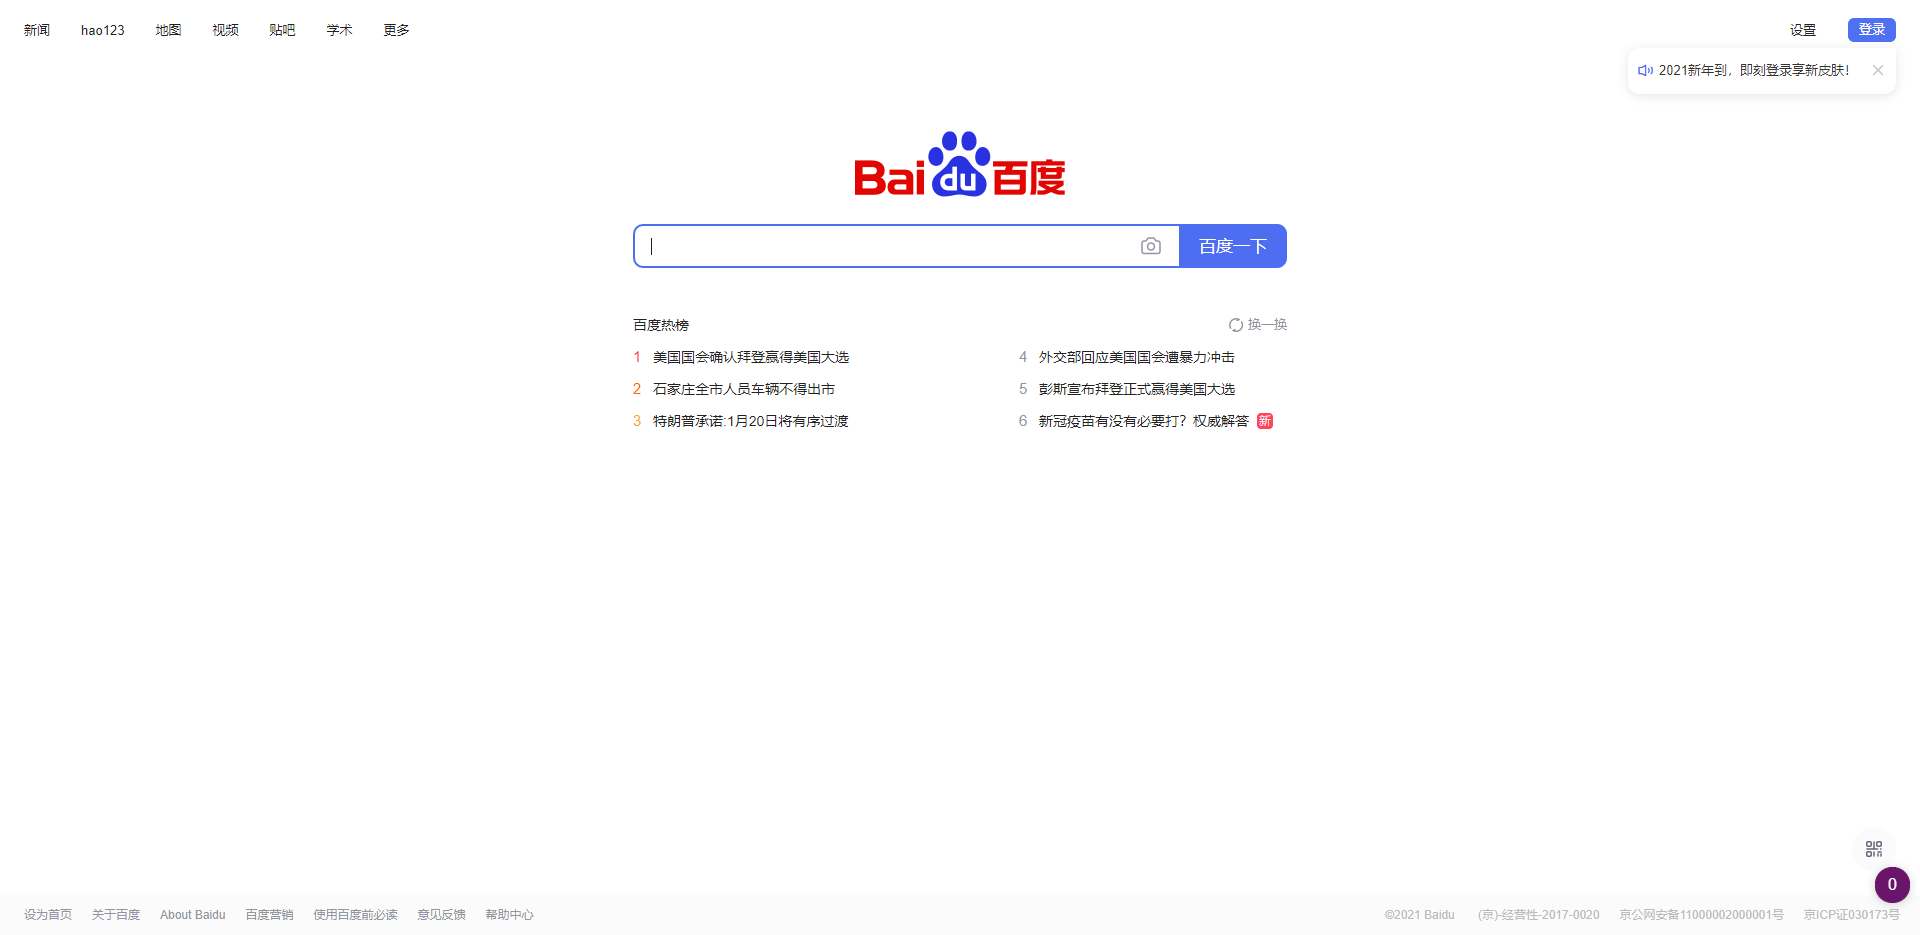 新闻 hao123 地图 视频 贴吧 学术 更多 设置 登录
2021新年到，即刻登录享新皮肤！
Bai du 百度
百度一下
百度热榜 换一换
1 美国国会确认拜登赢得美国大选
2 石家庄全市人员车辆不得出市
3 特朗普承诺:1月20日将有序过渡
4 外交部回应美国国会遭暴力冲击
5 彭斯宣布拜登正式赢得美国大选
6 新冠疫苗有没有必要打？权威解答 新
0
设为首页 关于百度 About Baidu 百度营销 使用百度前必读 意见反馈 帮助中心 ©2021 Baidu (京)-经营性-2017-0020 京公网安备11000002000001号 京ICP证030173号